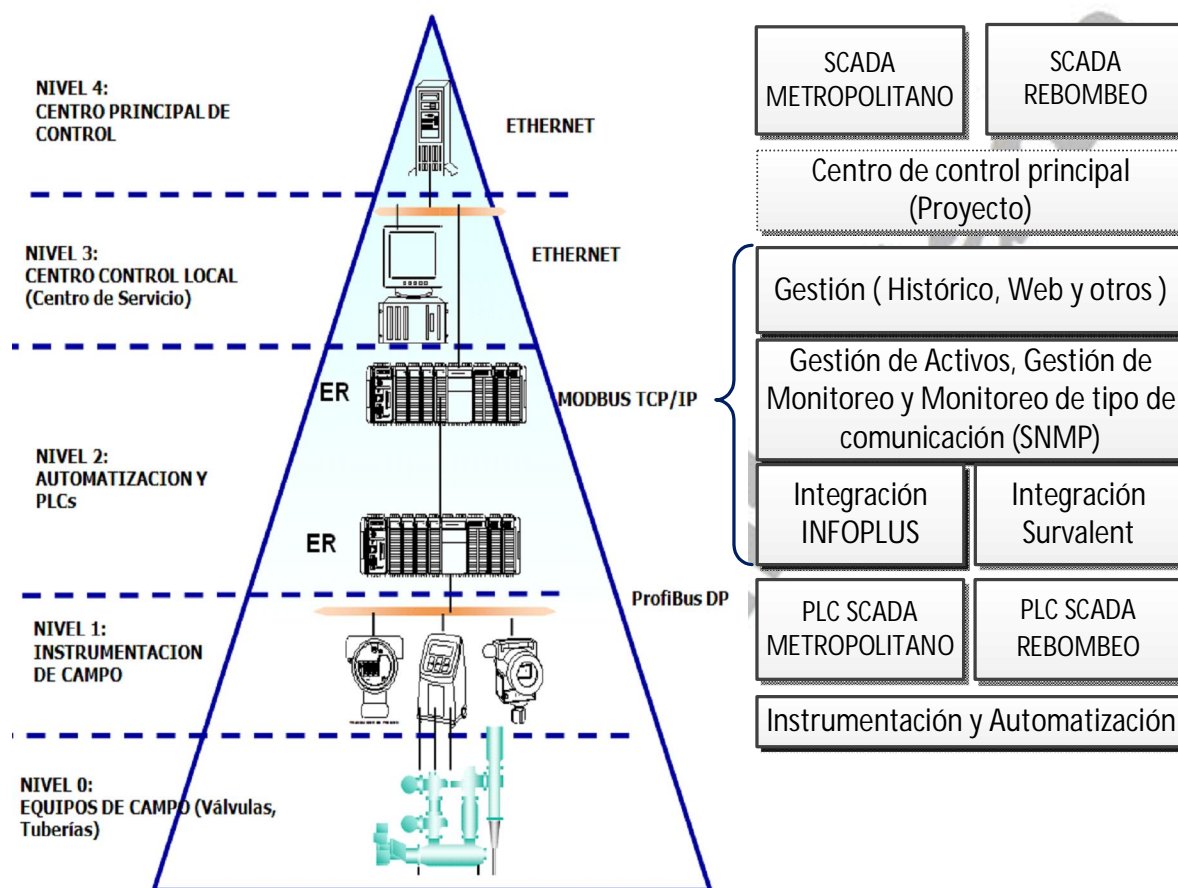 NIVEL 4:
CENTRO PRINCIPAL DE
CONTROL
ETHERNET
NIVEL 3:
CENTRO CONTROL LOCAL
(Centro de Servicio)
ETHERNET
ER
MODBUS TCP/IP
NIVEL 2:
AUTOMATIZACION Y
PLCs
ER
ProfiBus DP
NIVEL 1:
INSTRUMENTACION
DE CAMPO
NIVEL 0:
EQUIPOS DE CAMPO (Válvulas,
Tuberías)
SCADA
METROPOLITANO
SCADA
REBOMBEO
Centro de control principal
(Proyecto)
Gestión ( Histórico, Web y otros )
Gestión de Activos, Gestión de
Monitoreo y Monitoreo de tipo de
comunicación (SNMP)
Integración
INFOPLUS
Integración
Survalent
PLC SCADA
METROPOLITANO
PLC SCADA
REBOMBEO
Instrumentación y Automatización